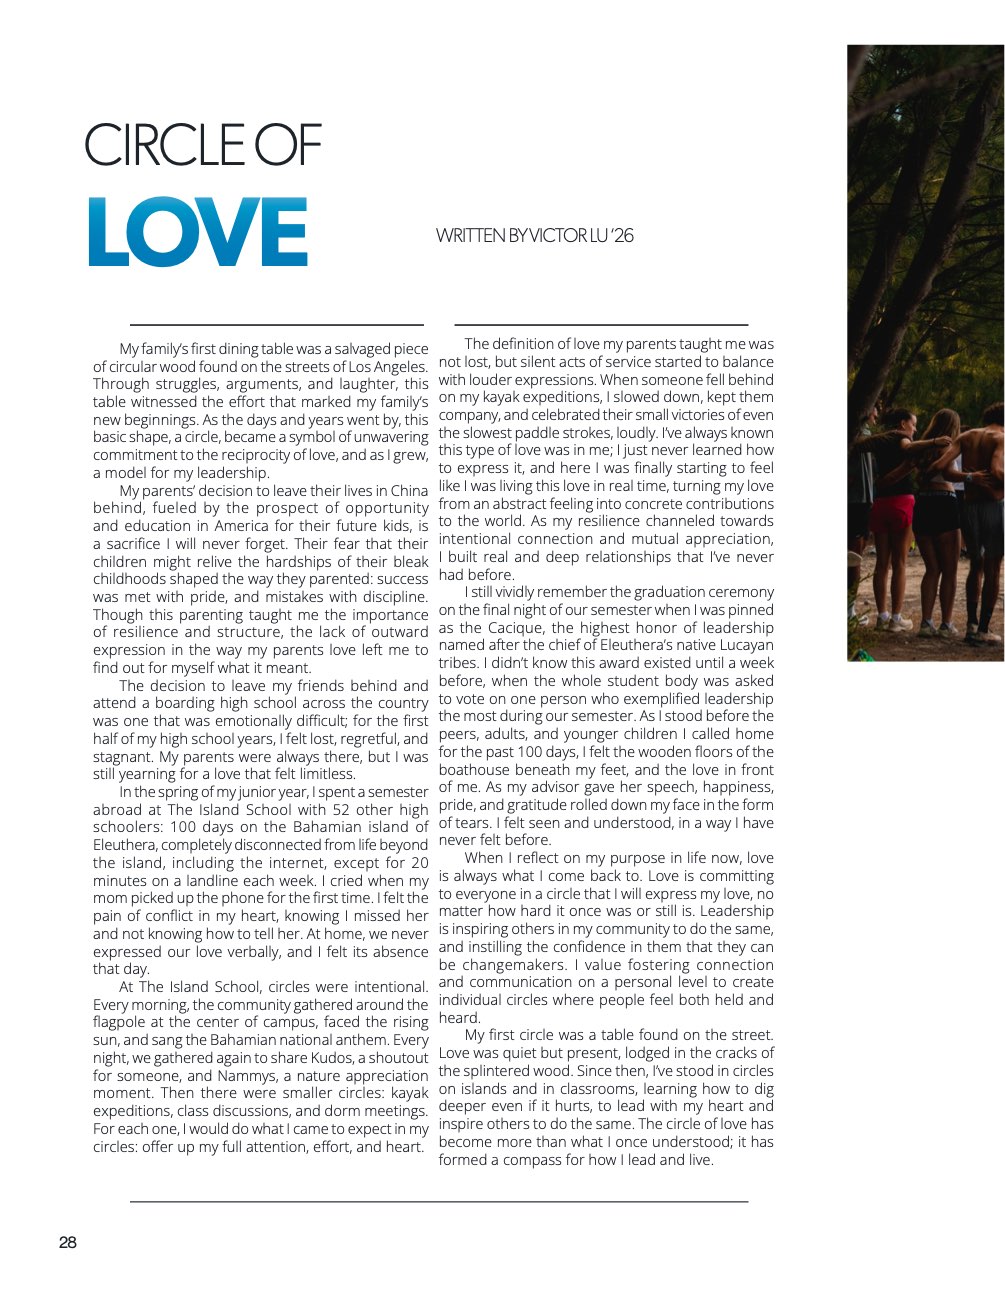 CIRCLE OF
LOVE
WRITTEN BY VICTOR LU ‘26
My family’s first dining table was a salvaged piece
of circular wood found on the streets of Los Angeles.
Through struggles, arguments, and laughter, this
table witnessed the effort that marked my family’s
new beginnings. As the days and years went by, this
basic shape, a circle, became a symbol of unwavering
commitment to the reciprocity of love, and as I grew,
a model for my leadership.
My parents’ decision to leave their lives in China
behind, fueled by the prospect of opportunity
and education in America for their future kids, is
a sacrifice I will never forget. Their fear that their
children might relive the hardships of their bleak
childhoods shaped the way they parented: success
was met with pride, and mistakes with discipline.
Though this parenting taught me the importance
of resilience and structure, the lack of outward
expression in the way my parents love left me to
find out for myself what it meant.
The decision to leave my friends behind and
attend a boarding high school across the country
was one that was emotionally difficult; for the first
half of my high school years, I felt lost, regretful, and
stagnant. My parents were always there, but I was
still yearning for a love that felt limitless.
In the spring of my junior year, I spent a semester
abroad at The Island School with 52 other high
schoolers: 100 days on the Bahamian island of
Eleuthera, completely disconnected from life beyond
the island, including the internet, except for 20
minutes on a landline each week. I cried when my
mom picked up the phone for the first time. I felt the
pain of conflict in my heart, knowing I missed her
and not knowing how to tell her. At home, we never
expressed our love verbally, and I felt its absence
that day.
At The Island School, circles were intentional.
Every morning, the community gathered around the
flagpole at the center of campus, faced the rising
sun, and sang the Bahamian national anthem. Every
night, we gathered again to share Kudos, a shoutout
for someone, and Nammys, a nature appreciation
moment. Then there were smaller circles: kayak
expeditions, class discussions, and dorm meetings.
For each one, I would do what I came to expect in my
circles: offer up my full attention, effort, and heart.
The definition of love my parents taught me was
not lost, but silent acts of service started to balance
with louder expressions. When someone fell behind
on my kayak expeditions, I slowed down, kept them
company, and celebrated their small victories of even
the slowest paddle strokes, loudly. I’ve always known
this type of love was in me; I just never learned how
to express it, and here I was finally starting to feel
like I was living this love in real time, turning my love
from an abstract feeling into concrete contributions
to the world. As my resilience channeled towards
intentional connection and mutual appreciation,
I built real and deep relationships that I’ve never
had before.
I still vividly remember the graduation ceremony
on the final night of our semester when I was pinned
as the Cacique, the highest honor of leadership
named after the chief of Eleuthera’s native Lucayan
tribes. I didn’t know this award existed until a week
before, when the whole student body was asked
to vote on one person who exemplified leadership
the most during our semester. As I stood before the
peers, adults, and younger children I called home
for the past 100 days, I felt the wooden floors of the
boathouse beneath my feet, and the love in front
of me. As my advisor gave her speech, happiness,
pride, and gratitude rolled down my face in the form
of tears. I felt seen and understood, in a way I have
never felt before.
When I reflect on my purpose in life now, love
is always what I come back to. Love is committing
to everyone in a circle that I will express my love, no
matter how hard it once was or still is. Leadership
is inspiring others in my community to do the same,
and instilling the confidence in them that they can
be changemakers. I value fostering connection
and communication on a personal level to create
individual circles where people feel both held and
heard.
My first circle was a table found on the street.
Love was quiet but present, lodged in the cracks of
the splintered wood. Since then, I’ve stood in circles
on islands and in classrooms, learning how to dig
deeper even if it hurts, to lead with my heart and
inspire others to do the same. The circle of love has
become more than what I once understood; it has
formed a compass for how I lead and live.
28